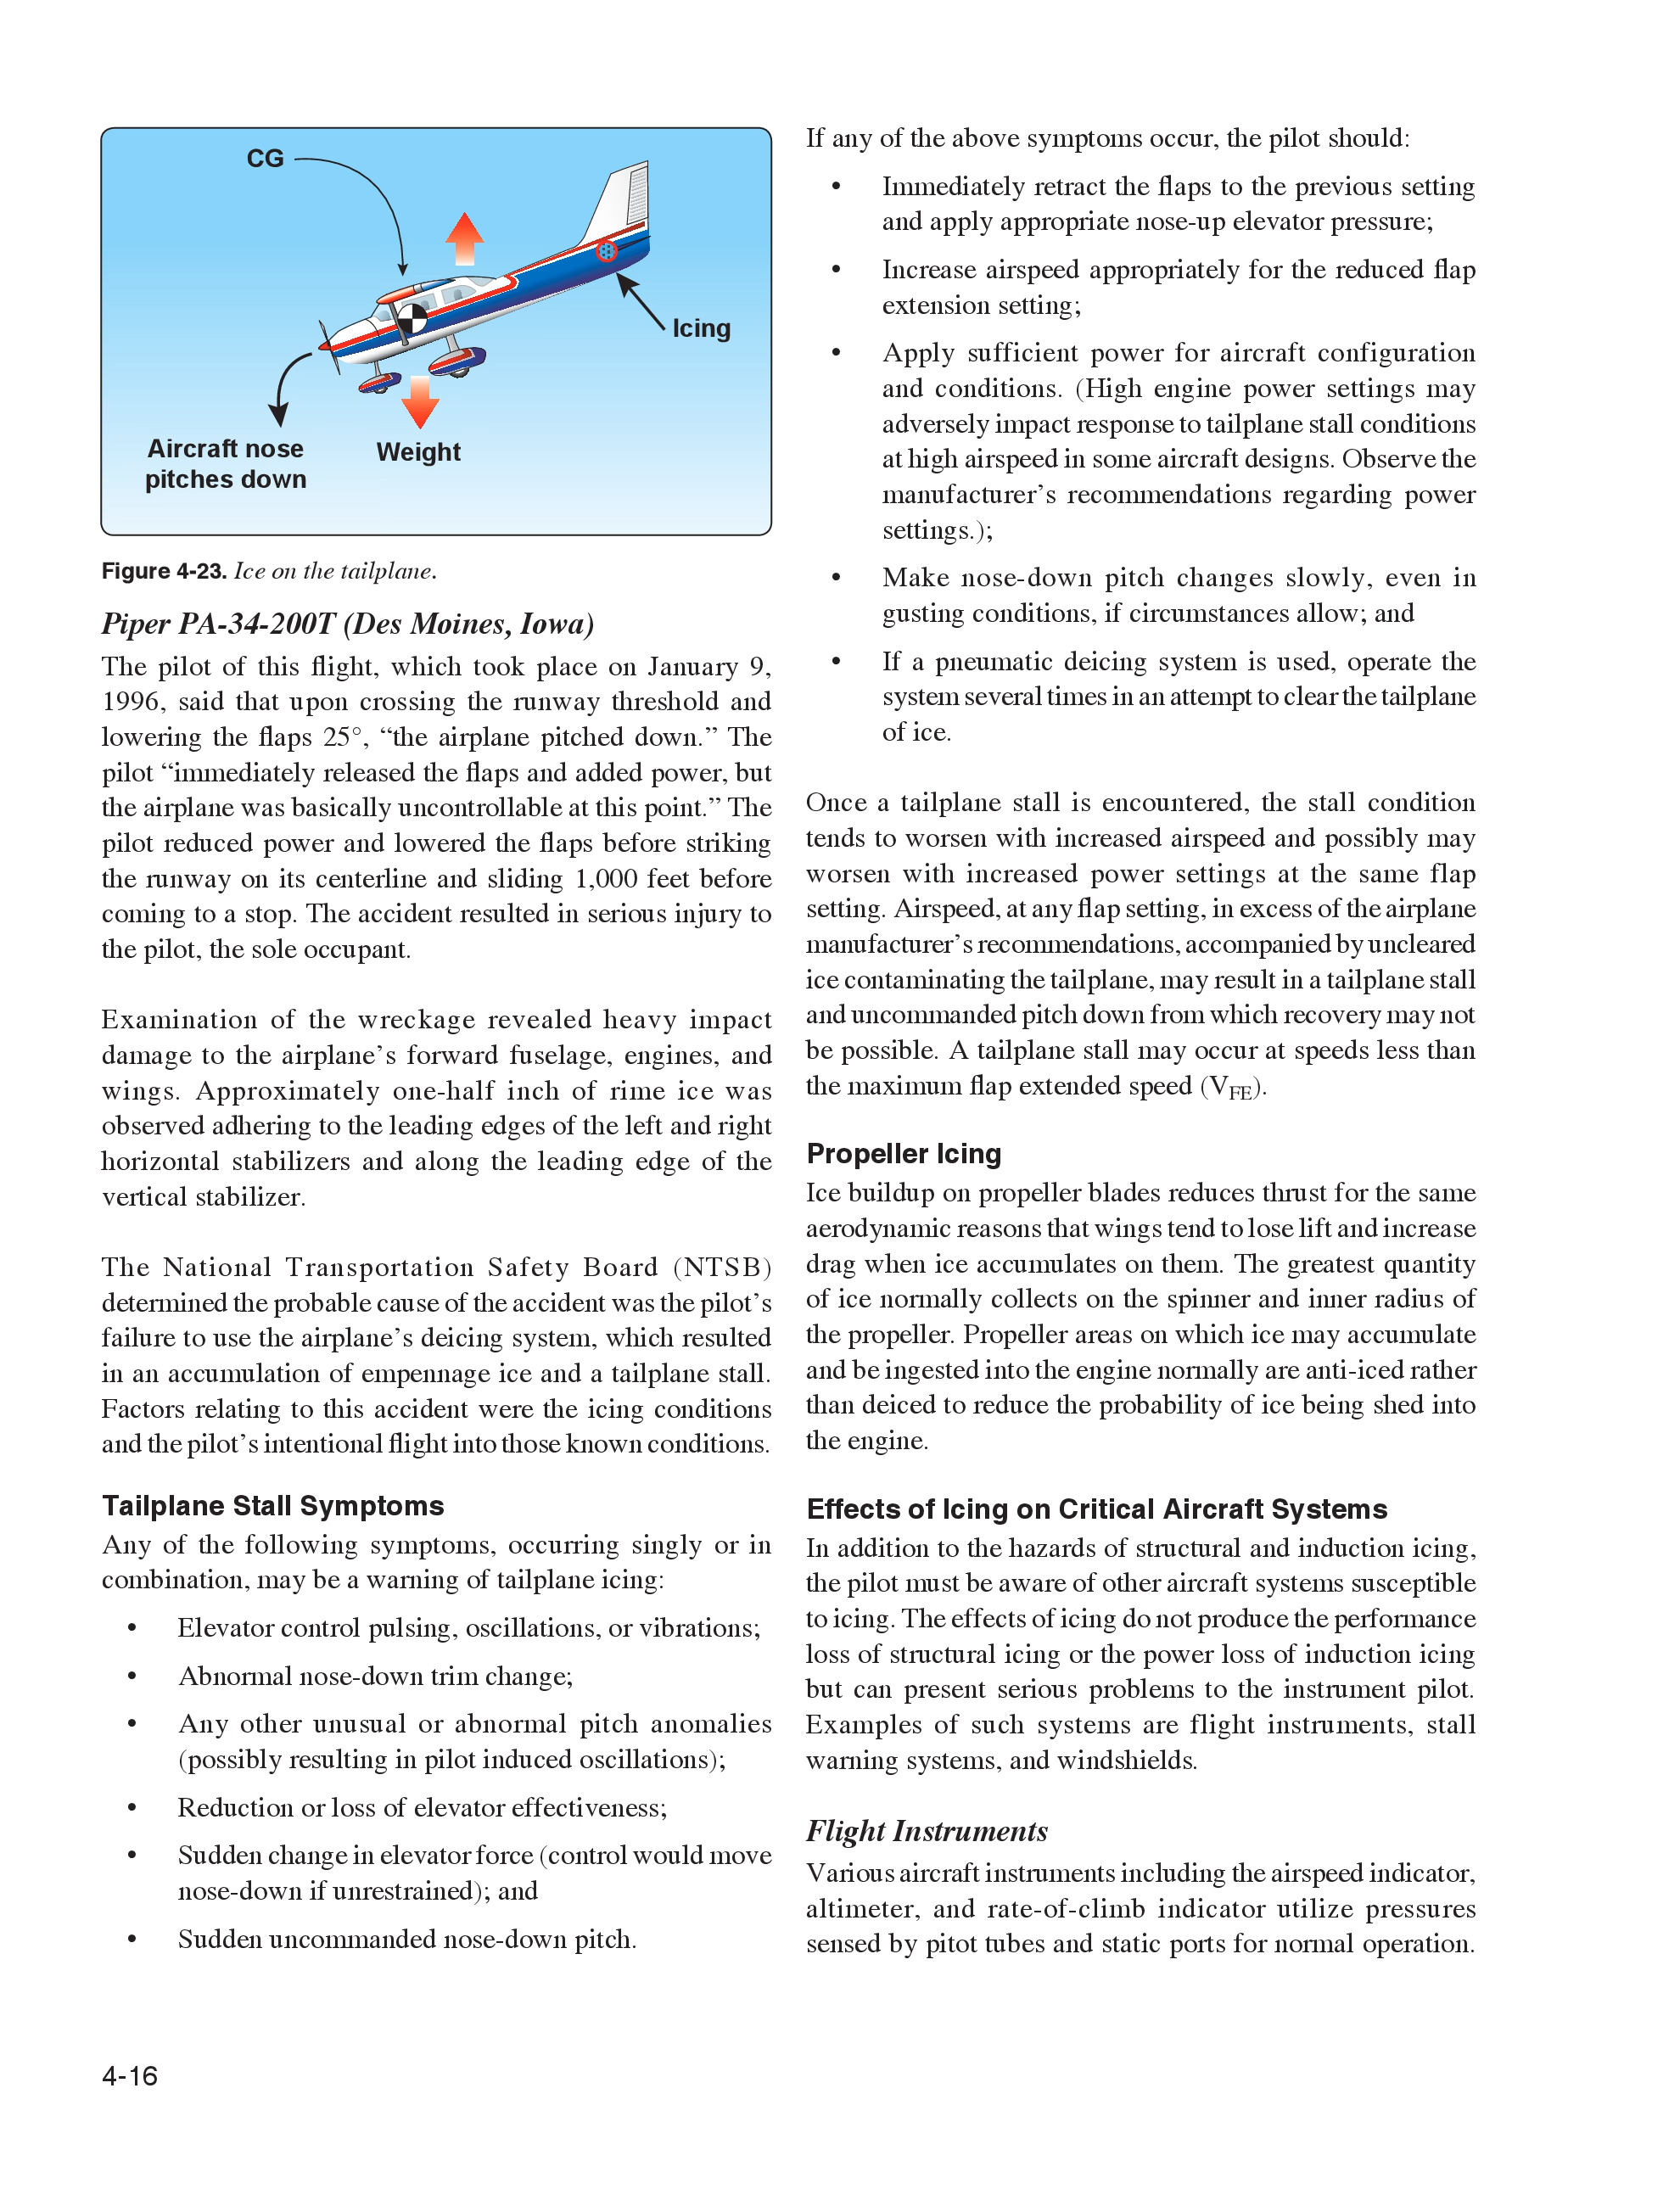 CG
Icing
Aircraft nose
pitches down
Weight
Figure 4-23. Ice on the tailplane.
Piper PA-34-200T (Des Moines, Iowa)
The pilot of this flight, which took place on January 9,
1996, said that upon crossing the runway threshold and
lowering the flaps 25°, “the airplane pitched down.” The
pilot “immediately released the flaps and added power, but
the airplane was basically uncontrollable at this point.” The
pilot reduced power and lowered the flaps before striking
the runway on its centerline and sliding 1,000 feet before
coming to a stop. The accident resulted in serious injury to
the pilot, the sole occupant.
Examination of the wreckage revealed heavy impact
damage to the airplane’s forward fuselage, engines, and
wings. Approximately one-half inch of rime ice was
observed adhering to the leading edges of the left and right
horizontal stabilizers and along the leading edge of the
vertical stabilizer.
The National Transportation Safety Board (NTSB)
determined the probable cause of the accident was the pilot’s
failure to use the airplane’s deicing system, which resulted
in an accumulation of empennage ice and a tailplane stall.
Factors relating to this accident were the icing conditions
and the pilot’s intentional flight into those known conditions.
Tailplane Stall Symptoms
Any of the following symptoms, occurring singly or in
combination, may be a warning of tailplane icing:
• Elevator control pulsing, oscillations, or vibrations;
• Abnormal nose-down trim change;
• Any other unusual or abnormal pitch anomalies
(possibly resulting in pilot induced oscillations);
• Reduction or loss of elevator effectiveness;
• Sudden change in elevator force (control would move
nose-down if unrestrained); and
• Sudden uncommanded nose-down pitch.
If any of the above symptoms occur, the pilot should:
• Immediately retract the flaps to the previous setting
and apply appropriate nose-up elevator pressure;
• Increase airspeed appropriately for the reduced flap
extension setting;
• Apply sufficient power for aircraft configuration
and conditions. (High engine power settings may
adversely impact response to tailplane stall conditions
at high airspeed in some aircraft designs. Observe the
manufacturer’s recommendations regarding power
settings.);
• Make nose-down pitch changes slowly, even in
gusting conditions, if circumstances allow; and
• If a pneumatic deicing system is used, operate the
system several times in an attempt to clear the tailplane
of ice.
Once a tailplane stall is encountered, the stall condition
tends to worsen with increased airspeed and possibly may
worsen with increased power settings at the same flap
setting. Airspeed, at any flap setting, in excess of the airplane
manufacturer’s recommendations, accompanied by uncleared
ice contaminating the tailplane, may result in a tailplane stall
and uncommanded pitch down from which recovery may not
be possible. A tailplane stall may occur at speeds less than
the maximum flap extended speed (VFE).
Propeller Icing
Ice buildup on propeller blades reduces thrust for the same
aerodynamic reasons that wings tend to lose lift and increase
drag when ice accumulates on them. The greatest quantity
of ice normally collects on the spinner and inner radius of
the propeller. Propeller areas on which ice may accumulate
and be ingested into the engine normally are anti-iced rather
than deiced to reduce the probability of ice being shed into
the engine.
Effects of Icing on Critical Aircraft Systems
In addition to the hazards of structural and induction icing,
the pilot must be aware of other aircraft systems susceptible
to icing. The effects of icing do not produce the performance
loss of structural icing or the power loss of induction icing
but can present serious problems to the instrument pilot.
Examples of such systems are flight instruments, stall
warning systems, and windshields.
Flight Instruments
Various aircraft instruments including the airspeed indicator,
altimeter, and rate-of-climb indicator utilize pressures
sensed by pitot tubes and static ports for normal operation.
4-16